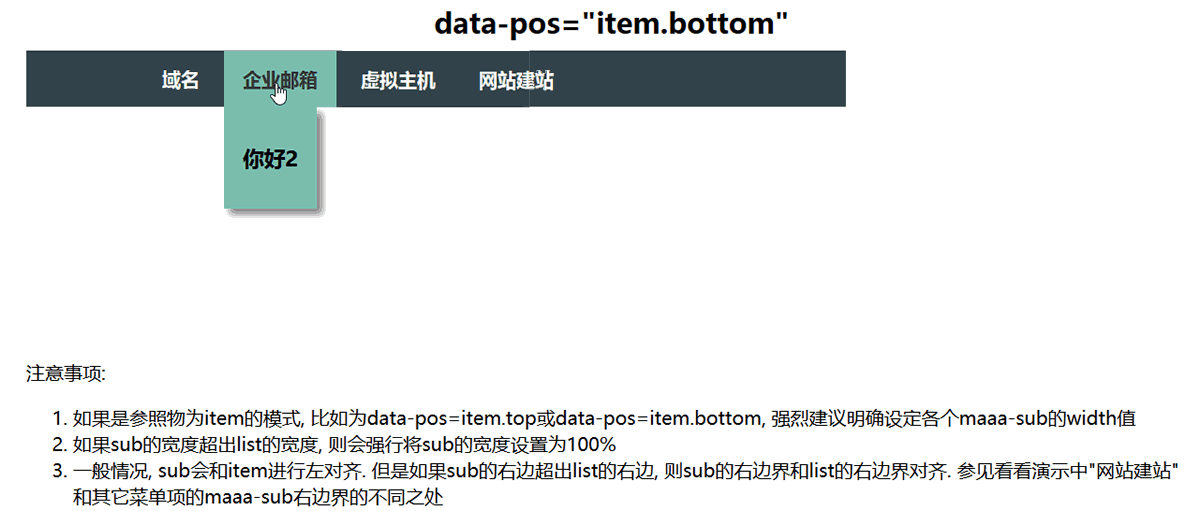 data-pos="item.bottom"
域名 企业邮箱 虚拟主机 网站建站
你好2
注意事项:
1. 如果是参照物为item的模式, 比如为data-pos=item.top或data-pos=item.bottom, 强烈建议明确设定各个maaa-sub的width值
2. 如果sub的宽度超出list的宽度, 则会强行将sub的宽度设置为100%
3. 一般情况, sub会和item进行左对齐. 但是如果sub的右边超出list的右边, 则sub的右边界和list的右边界对齐. 参见看看演示中"网站建站"
和其它菜单项的maaa-sub右边界的不同之处